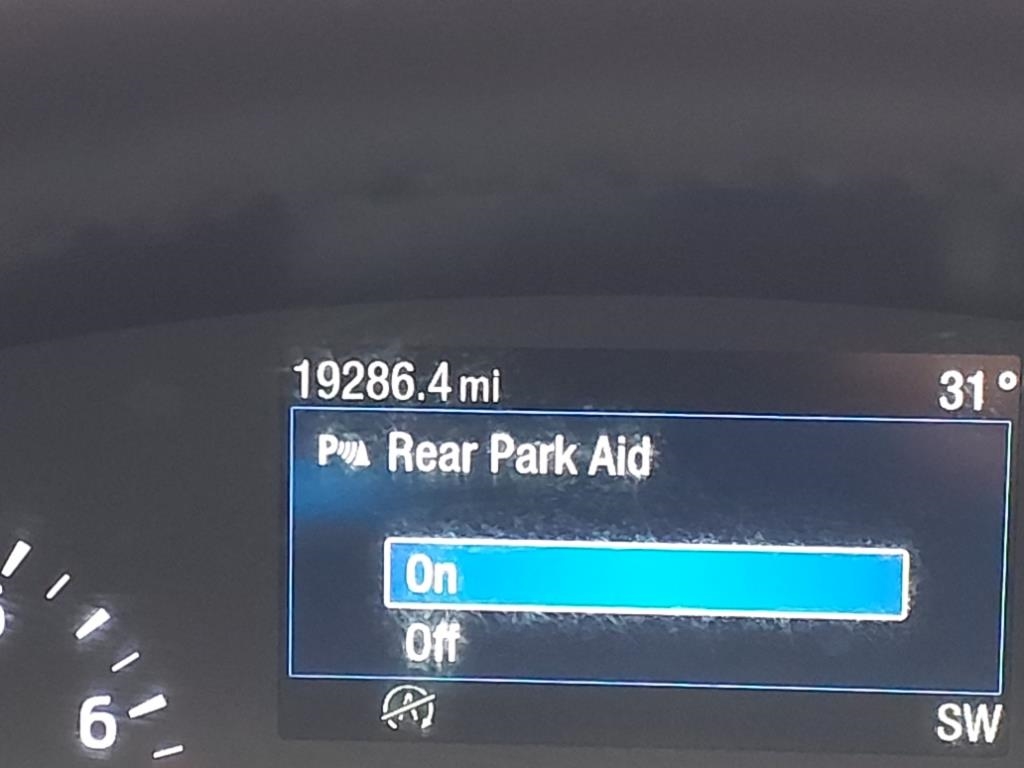 19286.4 mi 31°
P Rear Park Aid
On
Off
6
A
SW